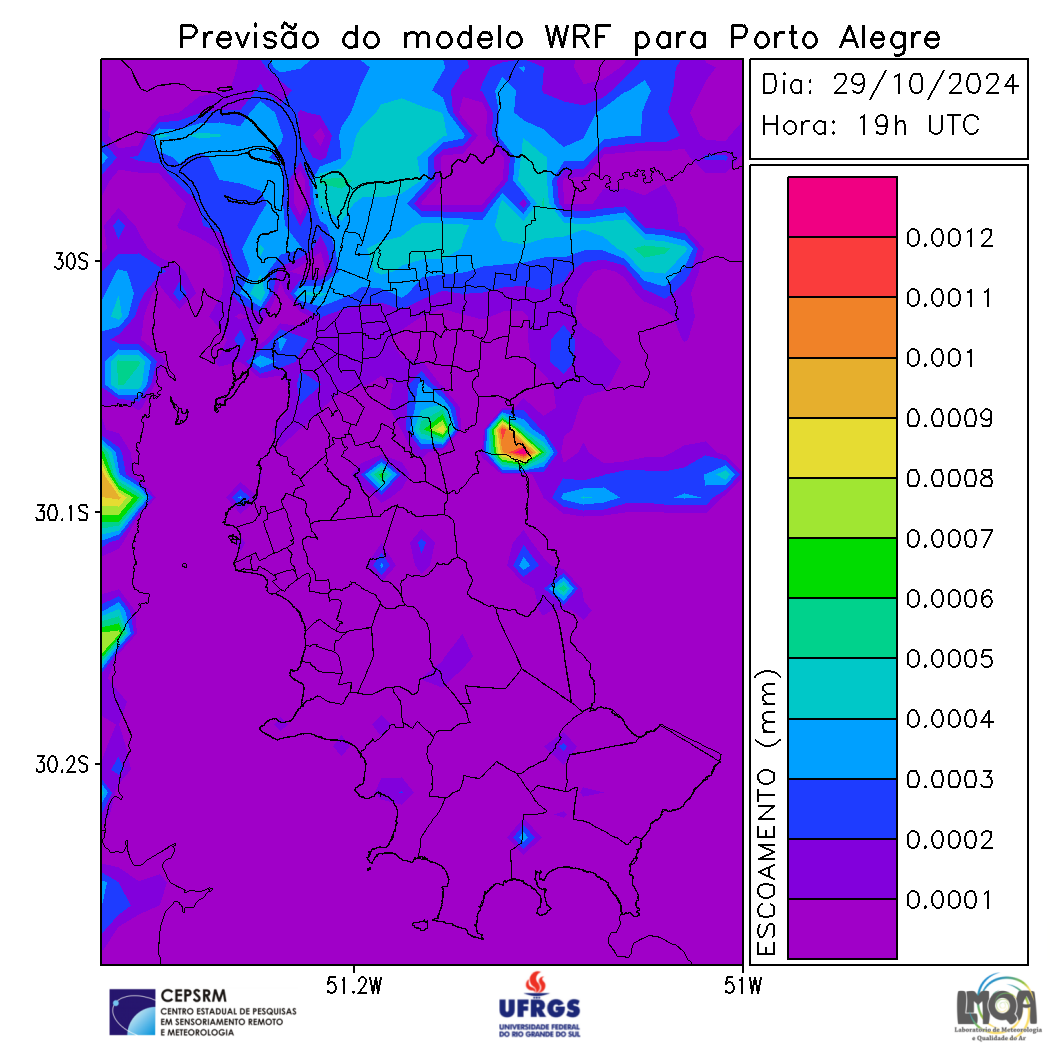 Previsão do modelo WRF para Porto Alegre
Dia: 29/10/2024
Hora: 19h UTC
30S
30.1S
30.2S
51.2W
51W
ESCOAMENTO (mm)
0.0012
0.0011
0.001
0.0009
0.0008
0.0007
0.0006
0.0005
0.0004
0.0003
0.0002
0.0001
CEPSRM
CENTRO ESTADUAL DE PESQUISAS
EM SENSORIAMENTO REMOTO
E METEOROLOGIA
UFRGS
UNIVERSIDADE FEDERAL
DO RIO GRANDE DO SUL
LMQA
Laboratório de Meteorologia
e Qualidade do Ar